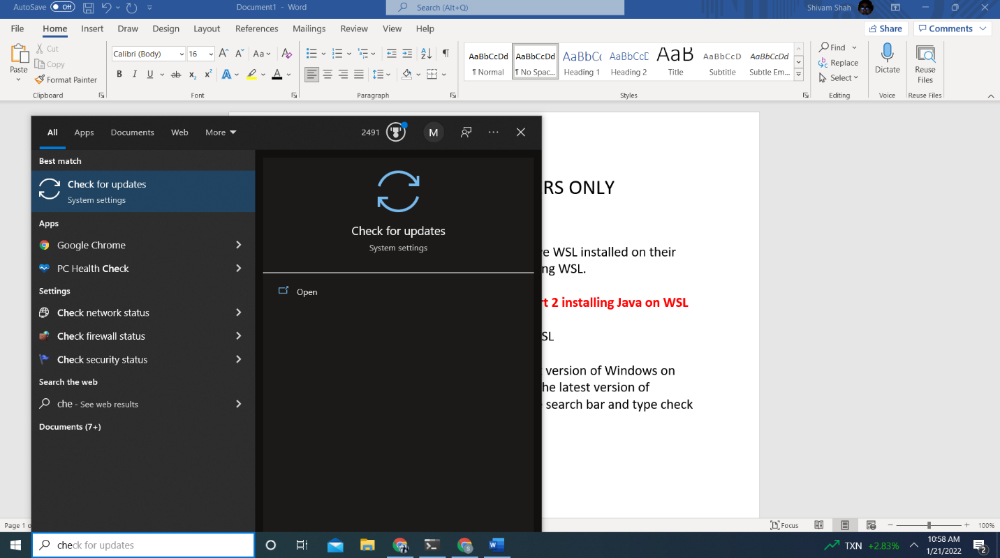 AutoSave Off Document1 - Word Search (Alt+Q) Shivam Shah
File Home Insert Draw Design Layout References Mailings Review View Help Share Comments
Paste Cut Copy Format Painter
Clipboard
Calibri (Body) 16 Aa
B I U ab x₂ x² A A
Font
Paragraph
AaBbCcDd AaBbCcDd AaBbCc AaBbCcD AaB AaBbCcD AaBbCcDd
¶ Normal ¶ No Spac... Heading 1 Heading 2 Title Subtitle Subtle Em...
Styles
Find
Replace
Select
Editing
Dictate
Voice
Reuse
Files
Reuse Files
All Apps Documents Web More 2491 M
Best match
Check for updates
System settings
Apps
Google Chrome
PC Health Check
Settings
Check network status
Check firewall status
Check security status
Search the web
che - See web results
Documents (7+)
Check for updates
System settings
Open
RS ONLY
WSL installed on their
ng WSL.
2 installing Java on WSL
SL
version of Windows on
he latest version of
search bar and type check
Page 1 Focus 100%
check for updates
TXN +2.83%
10:58 AM
1/21/2022
2